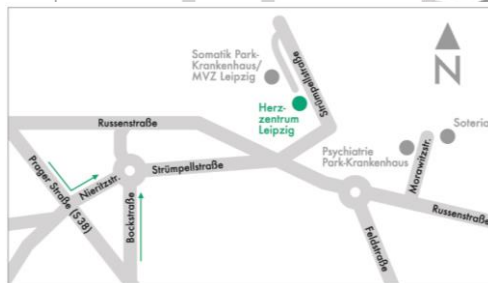 Somatik Park-
Krankenhaus/
MVZ Leipzig
Strümpellstraße
N
Herz-
zentrum
Leipzig
Russenstraße
Soteria
Psychiatrie
Park-Krankenhaus
Morawitzstr.
Strümpellstraße
Prager Straße (S38)
Nieritzstr.
Bockstraße
Russenstraße
Feldstraße